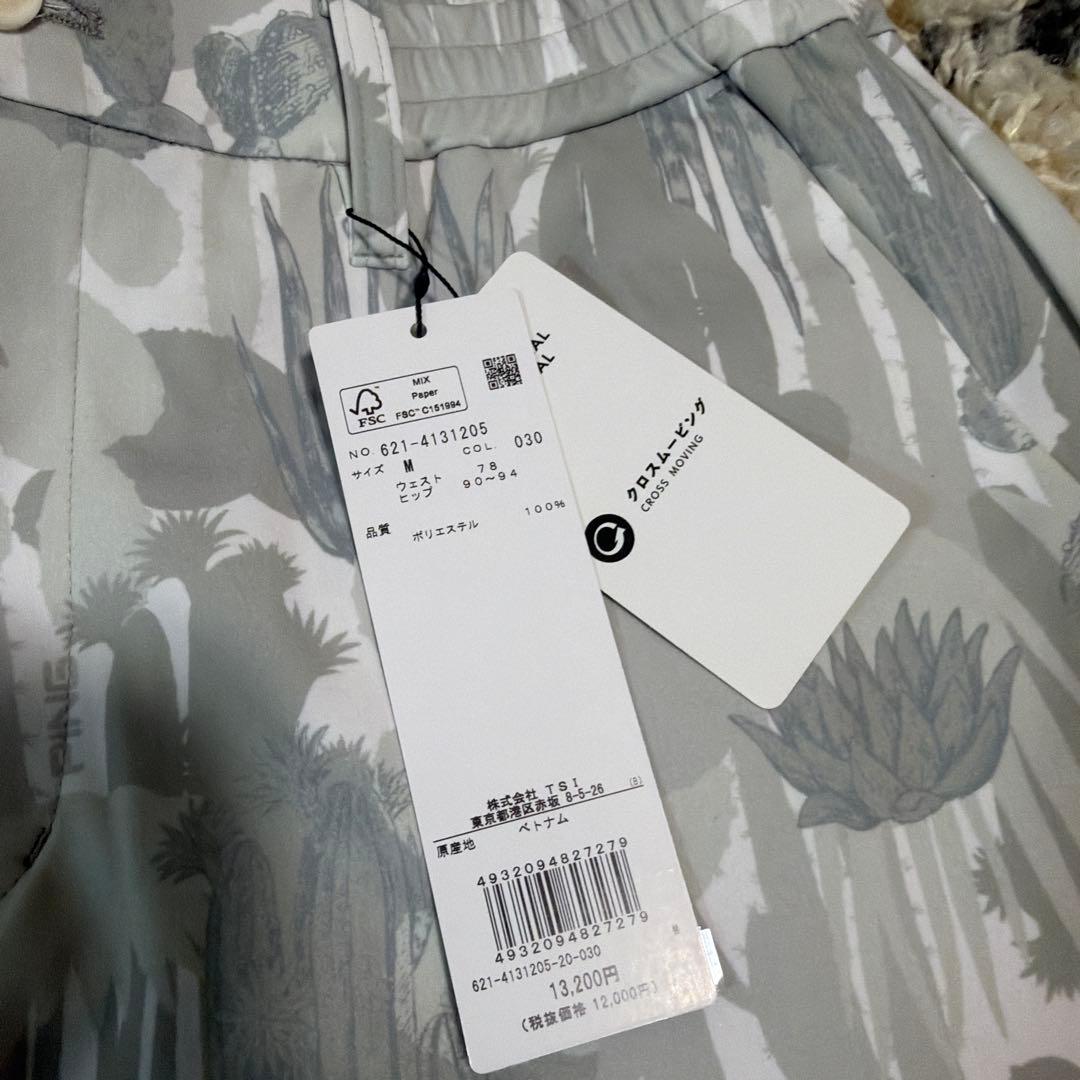 FSC
MIX
Paper
FSC™ C151994
NO. 621-4131205 COL. 030
サイズ M
ウェスト 78
ヒップ 90～94
品質 ポリエステル 100%
株式会社 TSI
東京都港区赤坂 8-5-26 (B)
原産地 ベトナム
4932094827279
4932094827279
621-4131205-20-030
13,200円
(税抜価格 12,000円)
AL
AL
クロスムービング
CROSS MOVING
PING